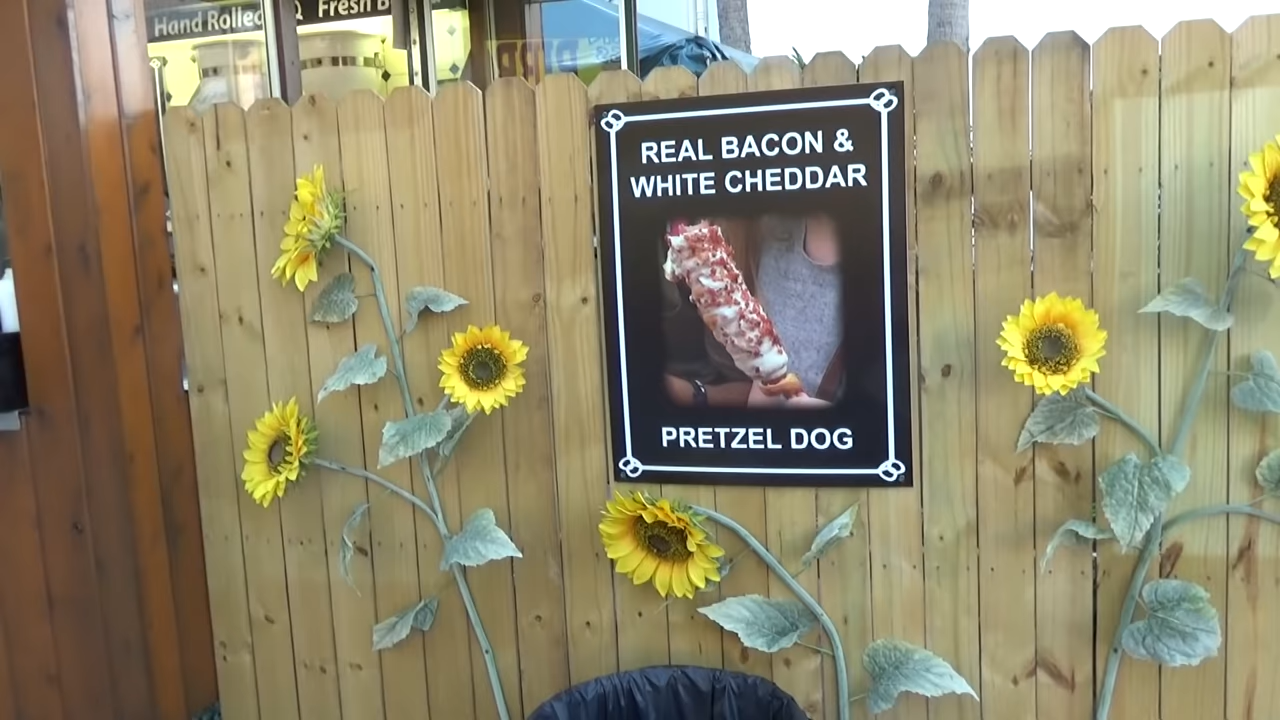 Hand Rolled
Fresh
REAL BACON &
WHITE CHEDDAR
PRETZEL DOG